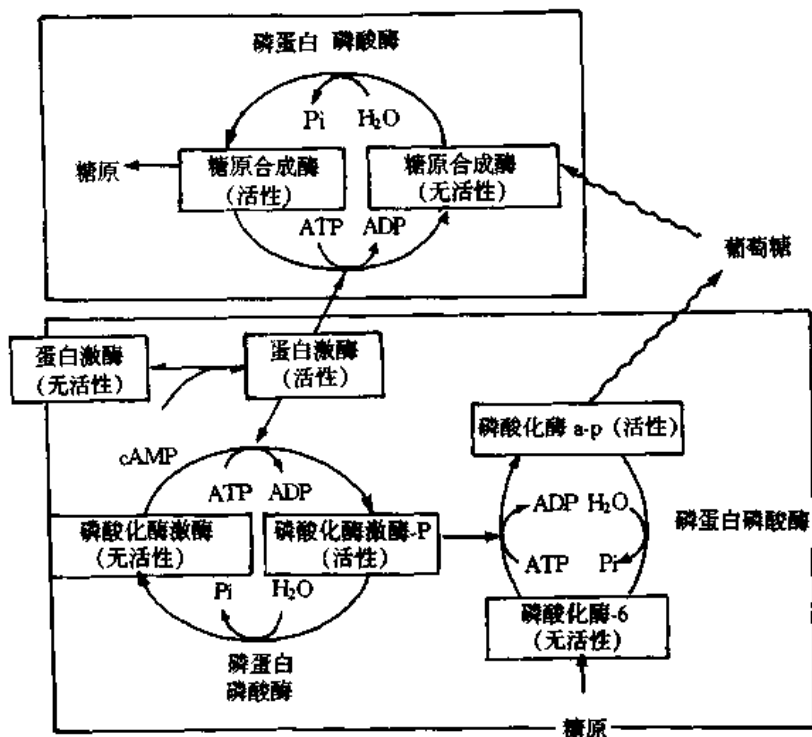 磷蛋白 磷酸酶
Pi H₂O
糖原
糖原合成酶
(活性)
糖原合成酶
(无活性)
ATP ADP
葡萄糖
蛋白激酶
(无活性)
蛋白激酶
(活性)
cAMP
ATP ADP
磷酸化酶激酶
(无活性)
磷酸化酶激酶-P
(活性)
Pi H₂O
磷蛋白
磷酸酶
磷酸化酶 a-p (活性)
ADP H₂O
ATP Pi
磷蛋白磷酸酶
磷酸化酶-6
(无活性)
糖原